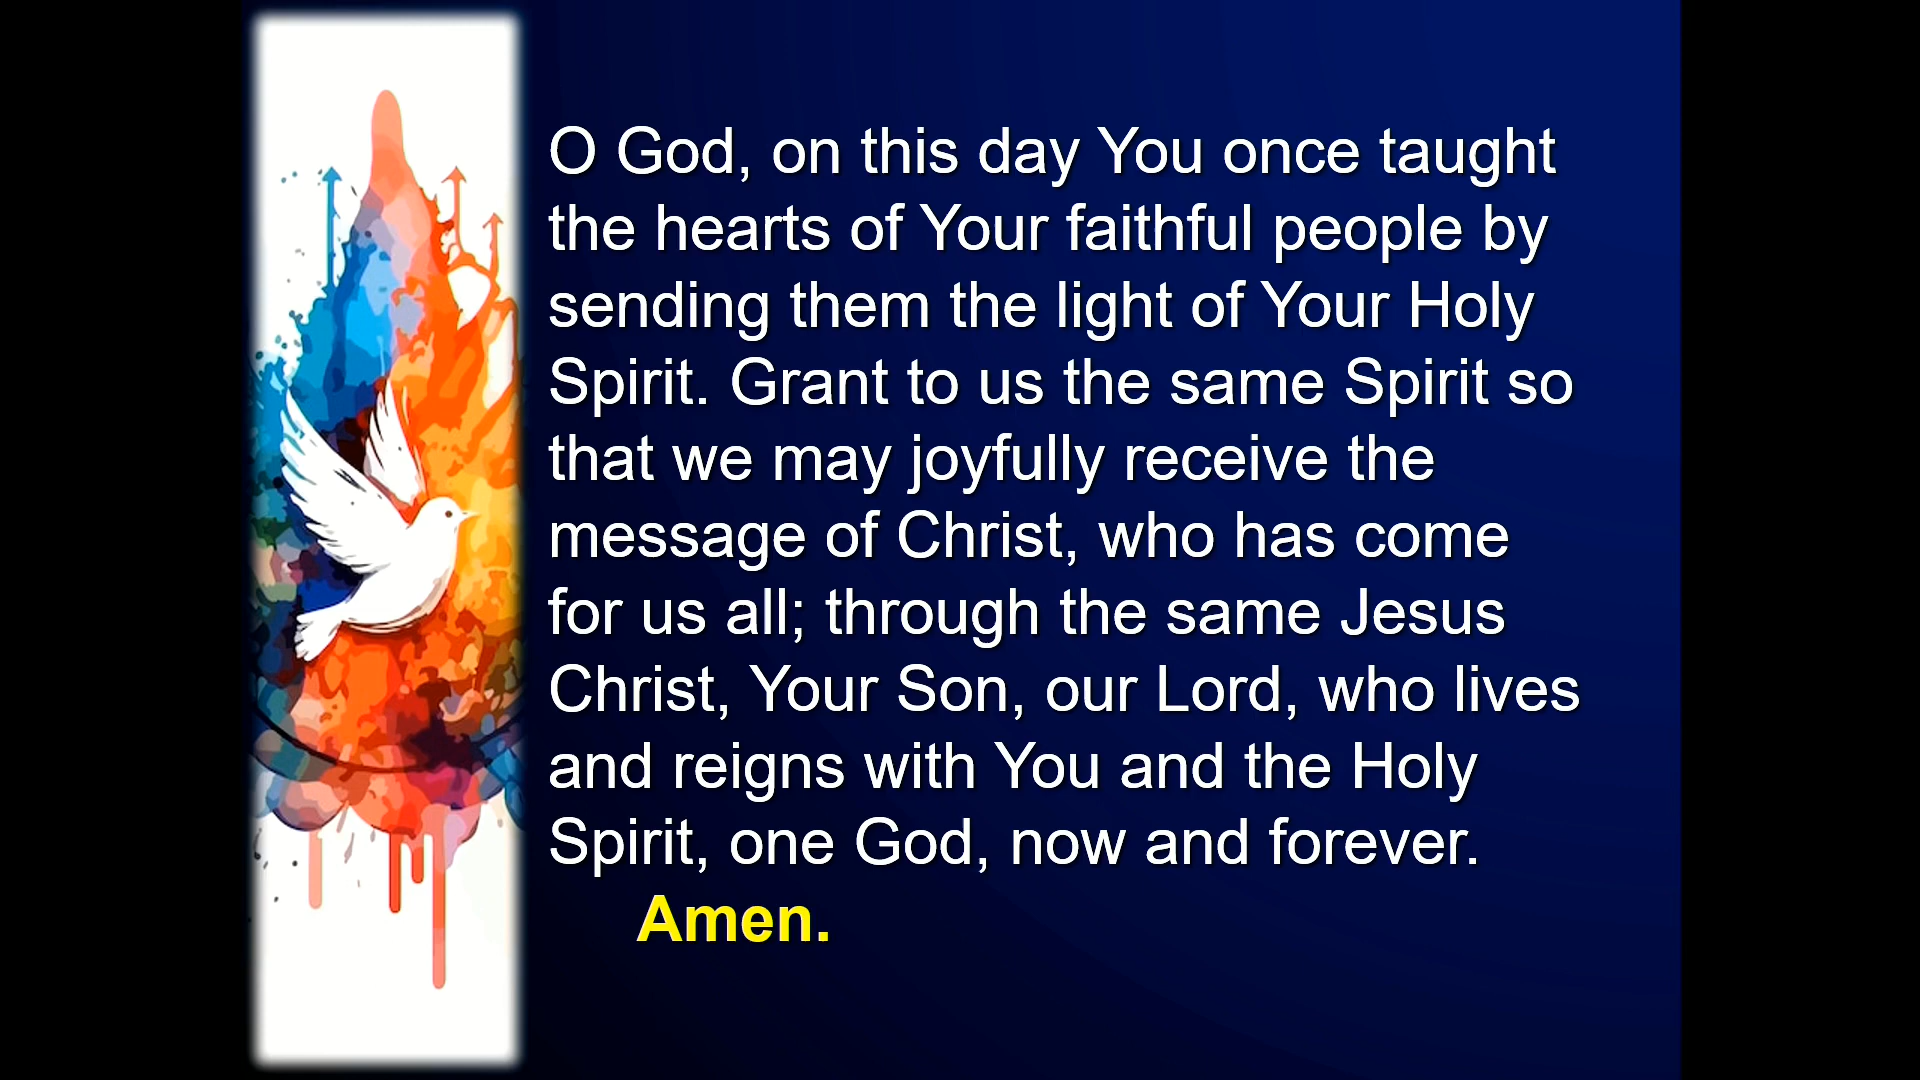 O God, on this day You once taught
the hearts of Your faithful people by
sending them the light of Your Holy
Spirit. Grant to us the same Spirit so
that we may joyfully receive the
message of Christ, who has come
for us all; through the same Jesus
Christ, Your Son, our Lord, who lives
and reigns with You and the Holy
Spirit, one God, now and forever.
Amen.